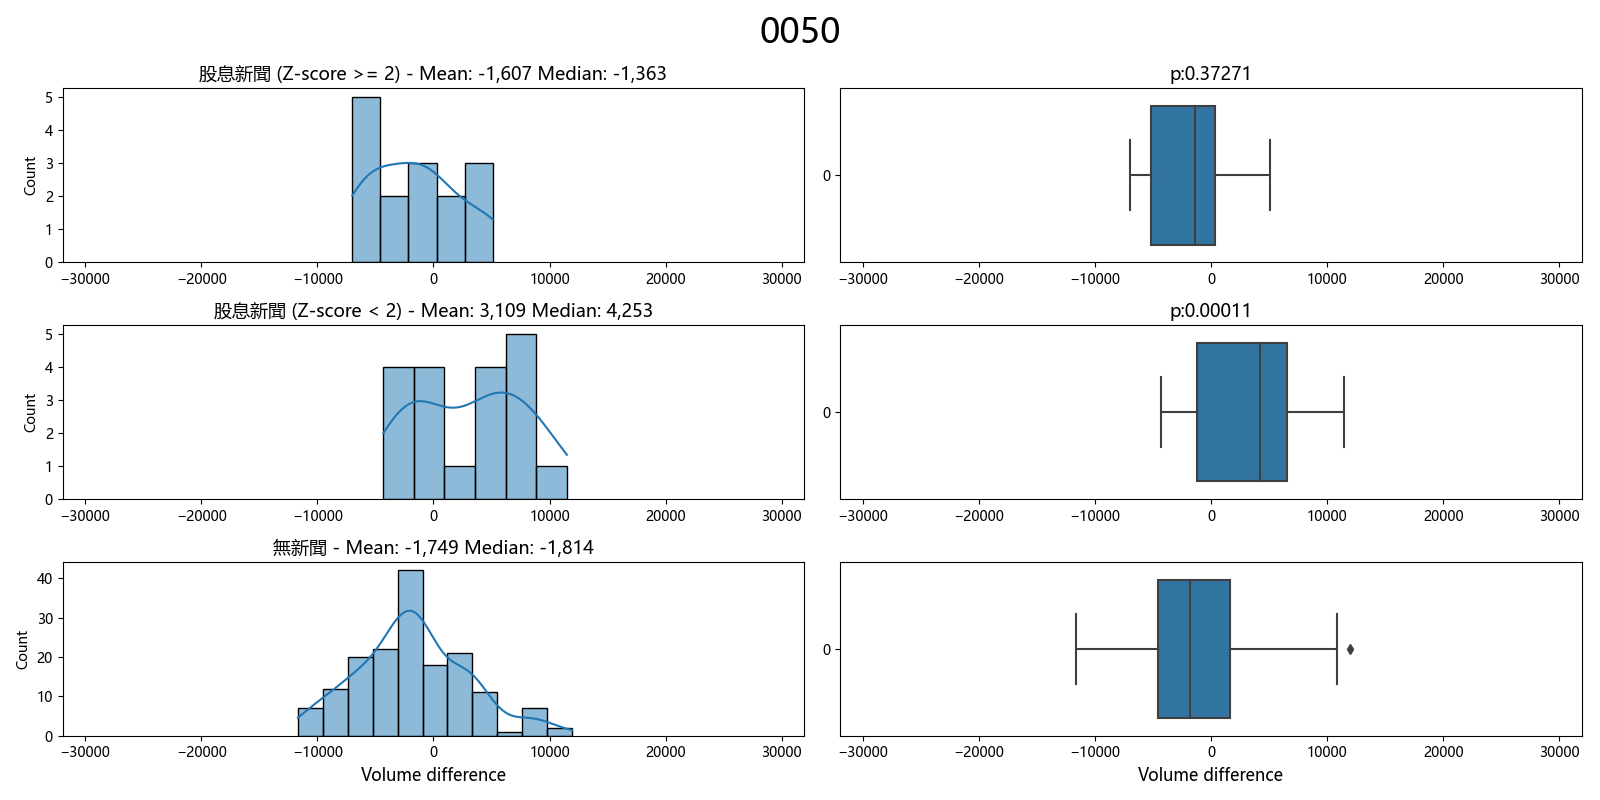 0050
股息新聞 (Z-score >= 2) - Mean: -1,607 Median: -1,363
p:0.37271
Count
5
4
3
2
1
0
0
−30000 −20000 −10000 0 10000 20000 30000
−30000 −20000 −10000 0 10000 20000 30000
股息新聞 (Z-score < 2) - Mean: 3,109 Median: 4,253
p:0.00011
Count
5
4
3
2
1
0
0
−30000 −20000 −10000 0 10000 20000 30000
−30000 −20000 −10000 0 10000 20000 30000
無新聞 - Mean: -1,749 Median: -1,814
Count
40
30
20
10
0
0
−30000 −20000 −10000 0 10000 20000 30000
−30000 −20000 −10000 0 10000 20000 30000
Volume difference
Volume difference